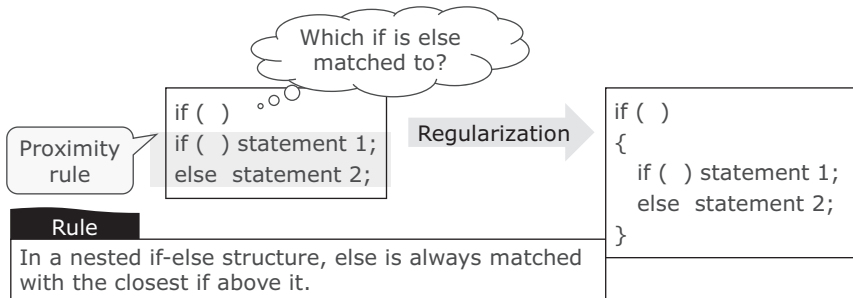 Which if is else
matched to?
if ( )
if ( ) statement 1;
else  statement 2;
Proximity
rule
Regularization
if ( )
{
if ( ) statement 1;
else  statement 2;
}
Rule
In a nested if-else structure, else is always matched
with the closest if above it.